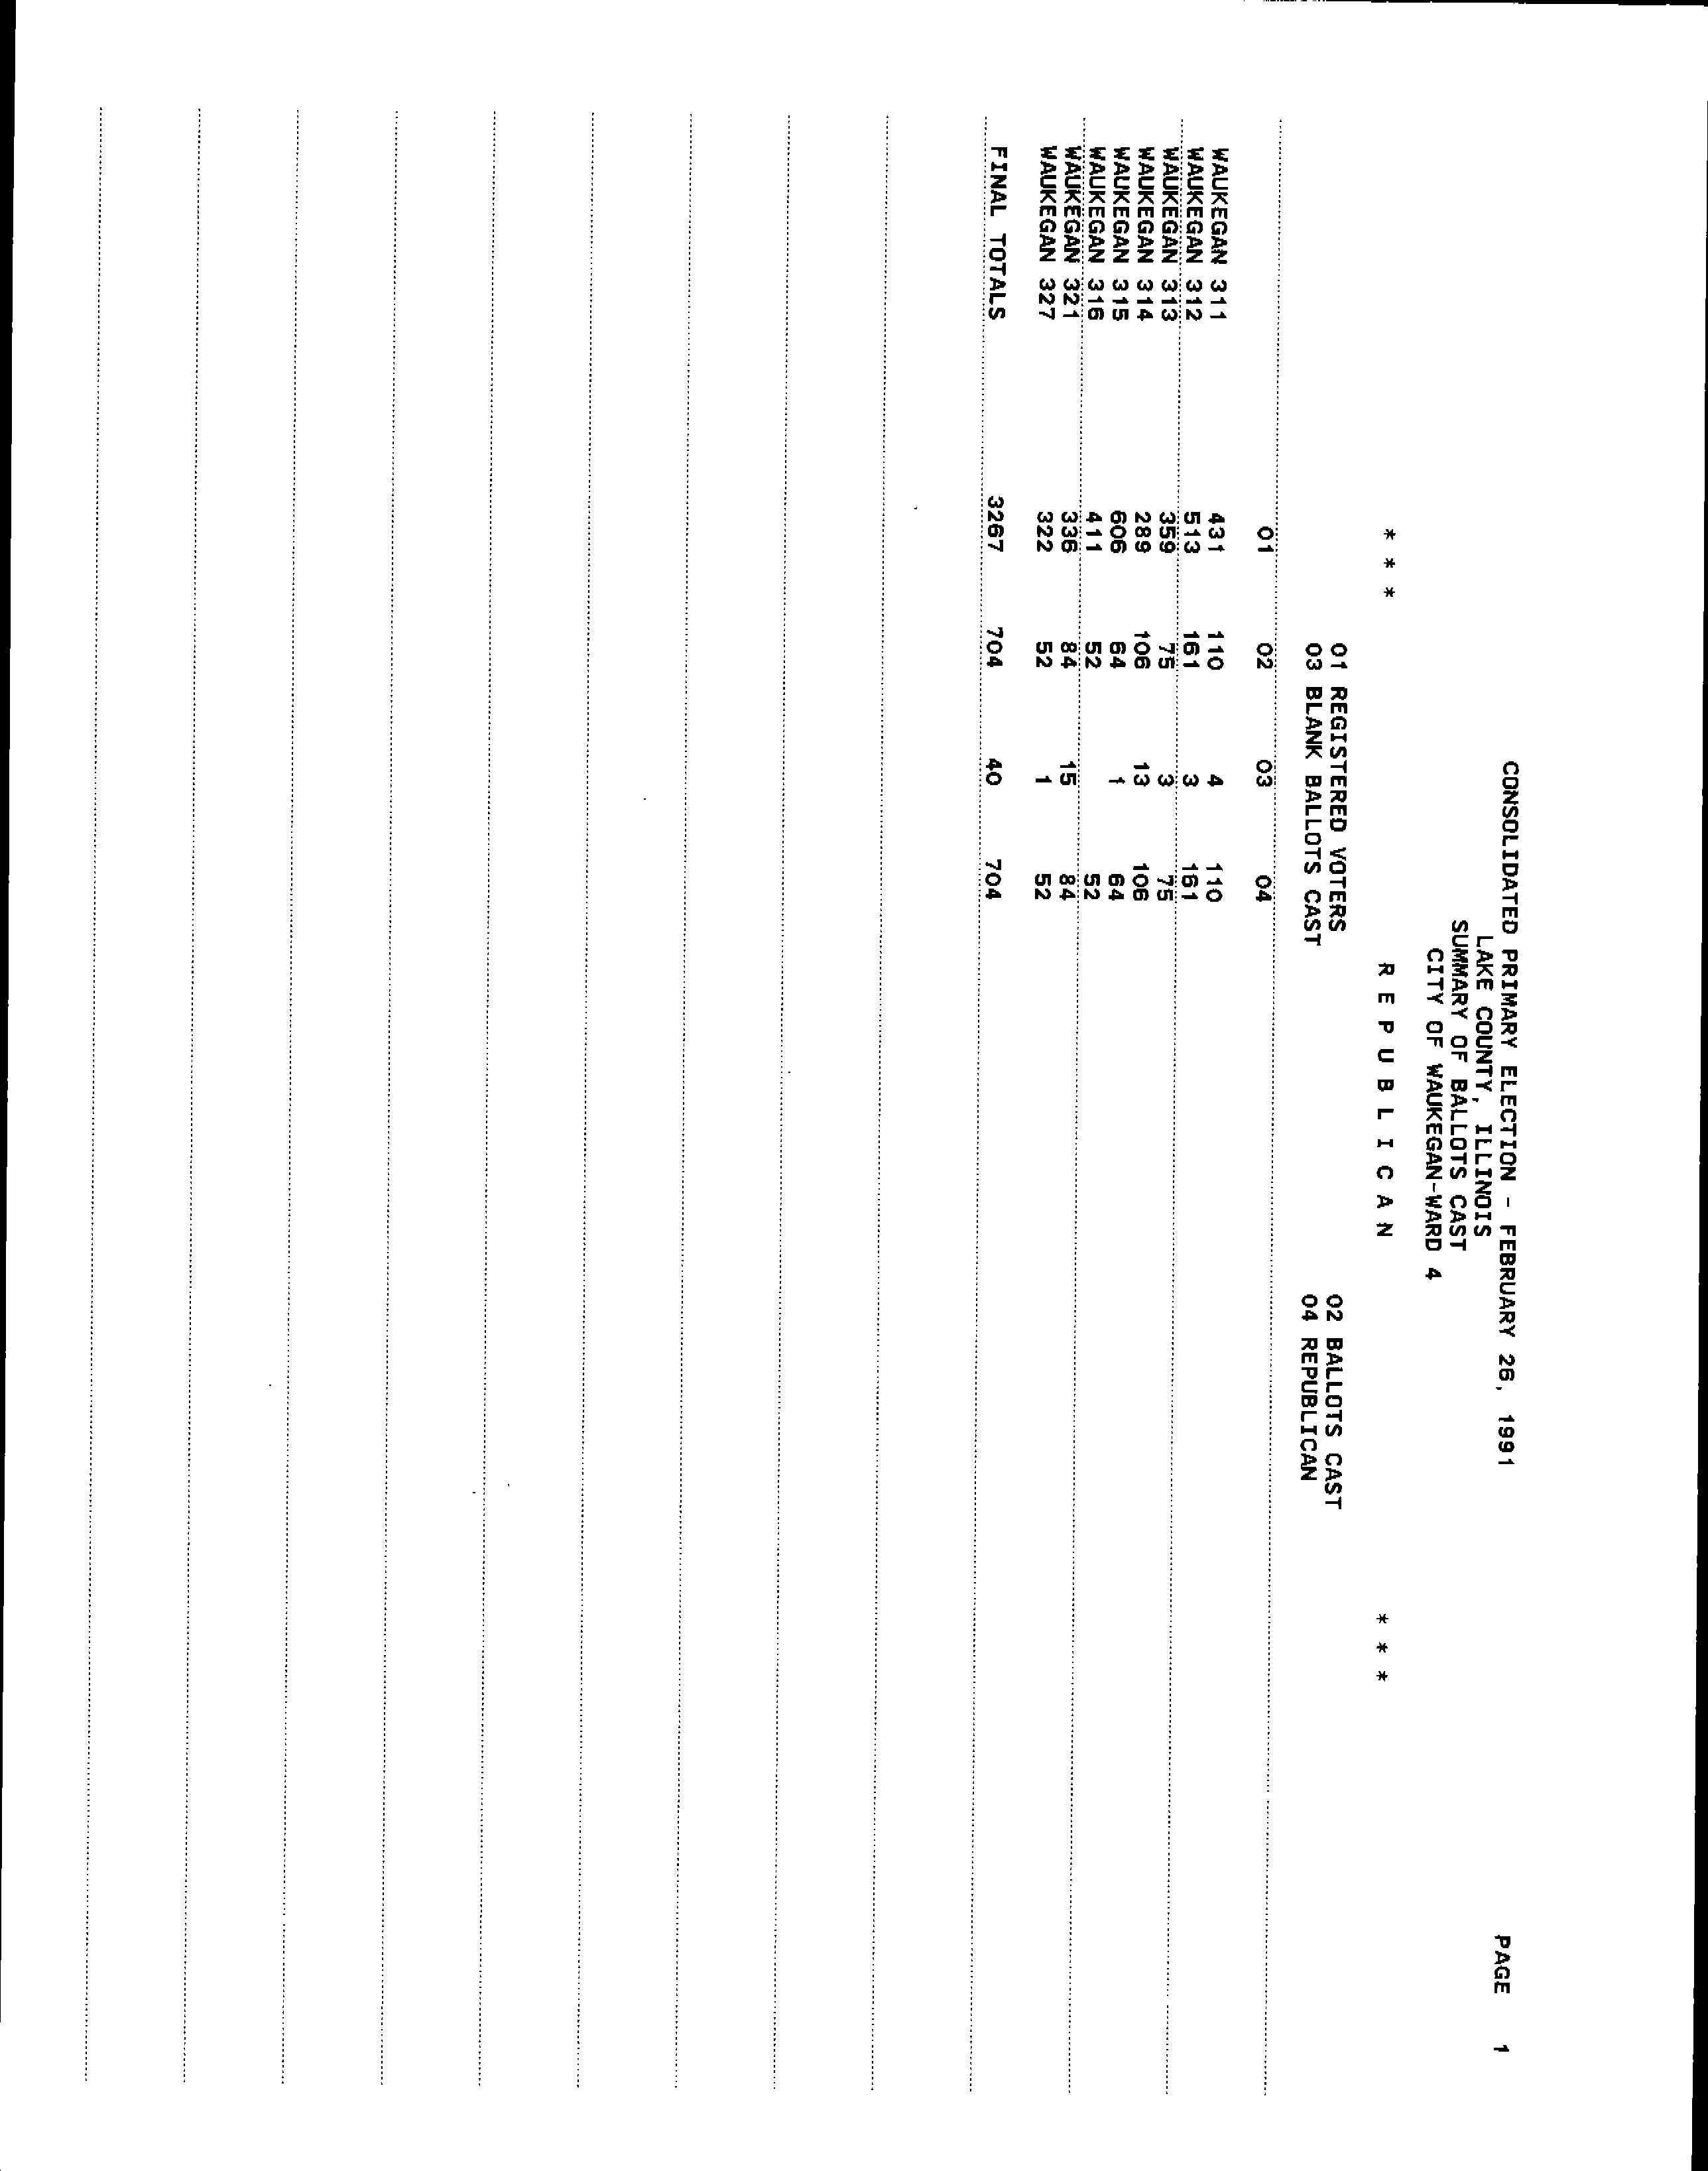 CONSOLIDATED PRIMARY ELECTION - FEBRUARY 26, 1991 PAGE 1
LAKE COUNTY, ILLINOIS
SUMMARY OF BALLOTS CAST
CITY OF WAUKEGAN-WARD 4
* * * R E P U B L I C A N * * *
01 REGISTERED VOTERS 02 BALLOTS CAST
03 BLANK BALLOTS CAST 04 REPUBLICAN
01 02 03 04
WAUKEGAN 311 431 110 4 110
WAUKEGAN 312 513 161 3 161
WAUKEGAN 313 359 75 3 75
WAUKEGAN 314 289 106 13 106
WAUKEGAN 315 606 64 1 64
WAUKEGAN 316 411 52 52
WAUKEGAN 321 336 84 15 84
WAUKEGAN 327 322 52 1 52
FINAL TOTALS 3267 704 40 704